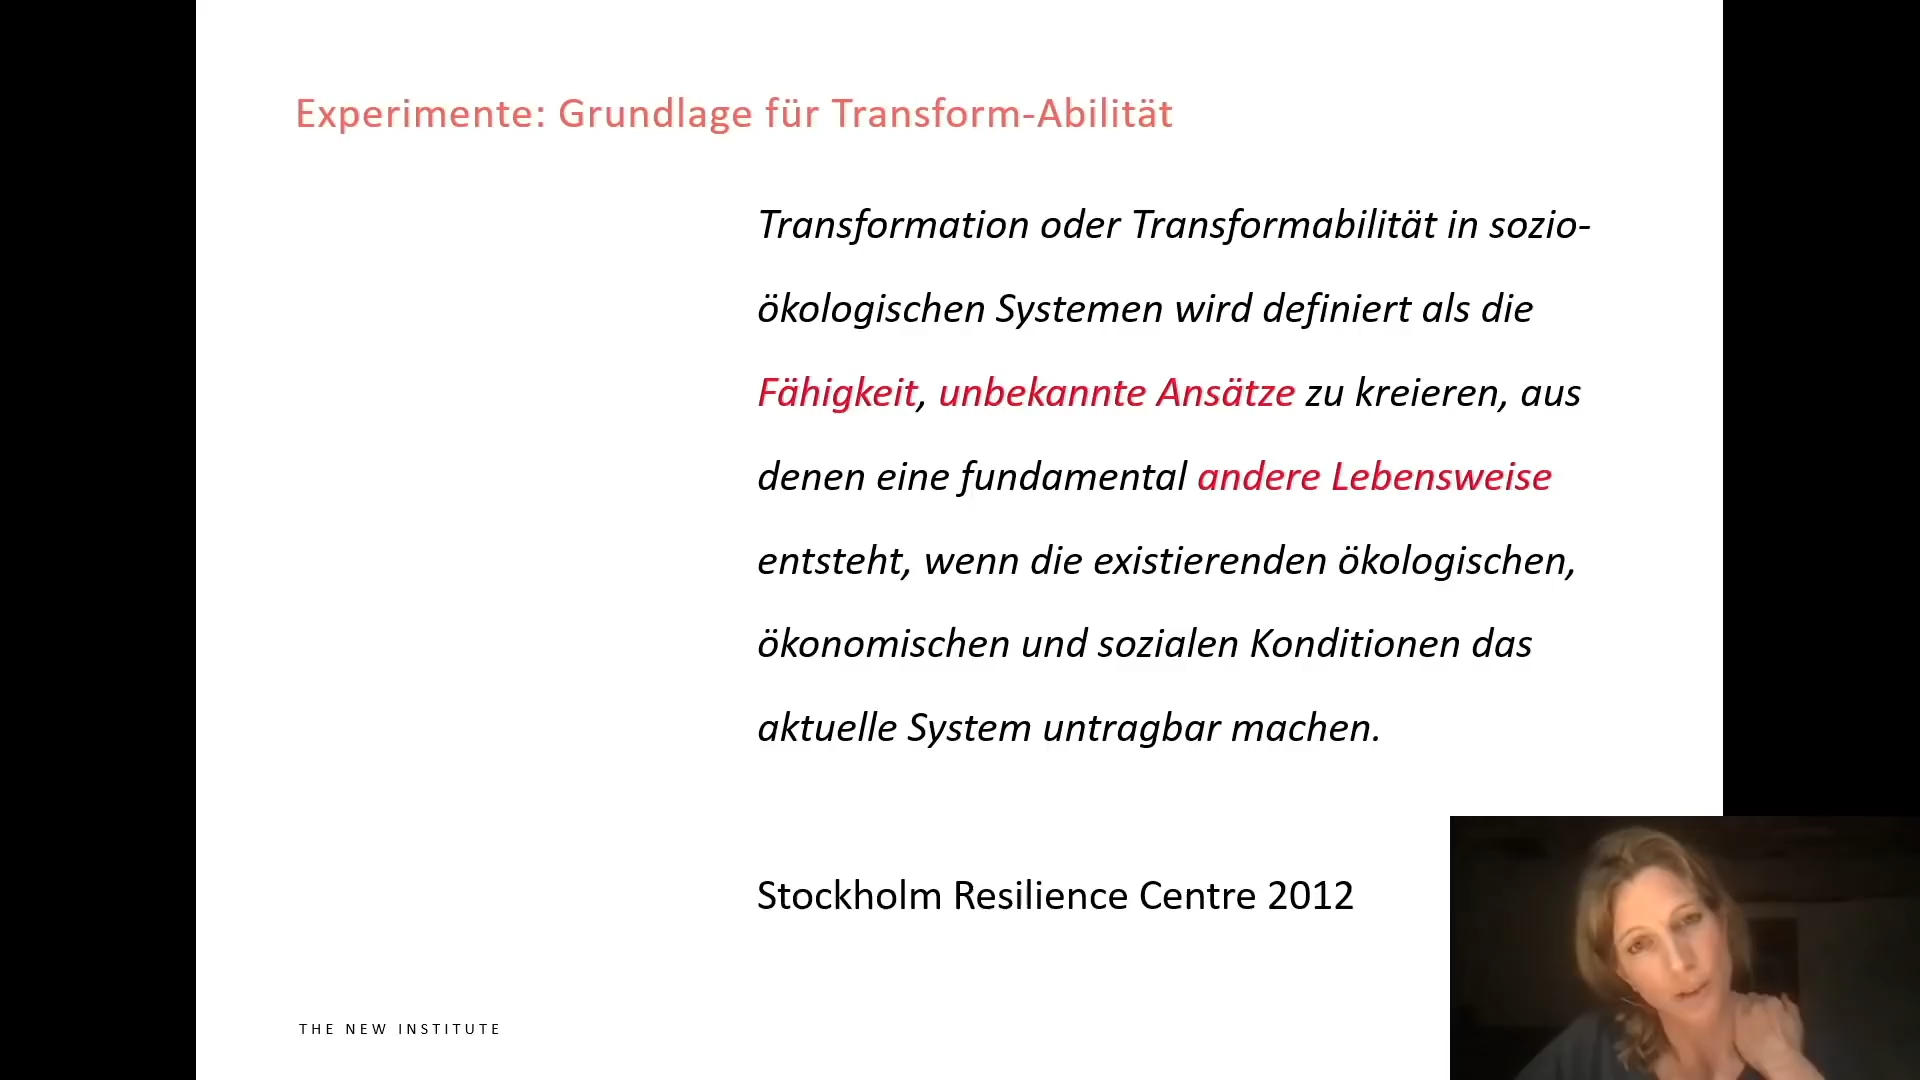 Experimente: Grundlage für Transform-Abilität
Transformation oder Transformabilität in sozio-
ökologischen Systemen wird definiert als die
Fähigkeit, unbekannte Ansätze zu kreieren, aus
denen eine fundamental andere Lebensweise
entsteht, wenn die existierenden ökologischen,
ökonomischen und sozialen Konditionen das
aktuelle System untragbar machen.
Stockholm Resilience Centre 2012
THE NEW INSTITUTE